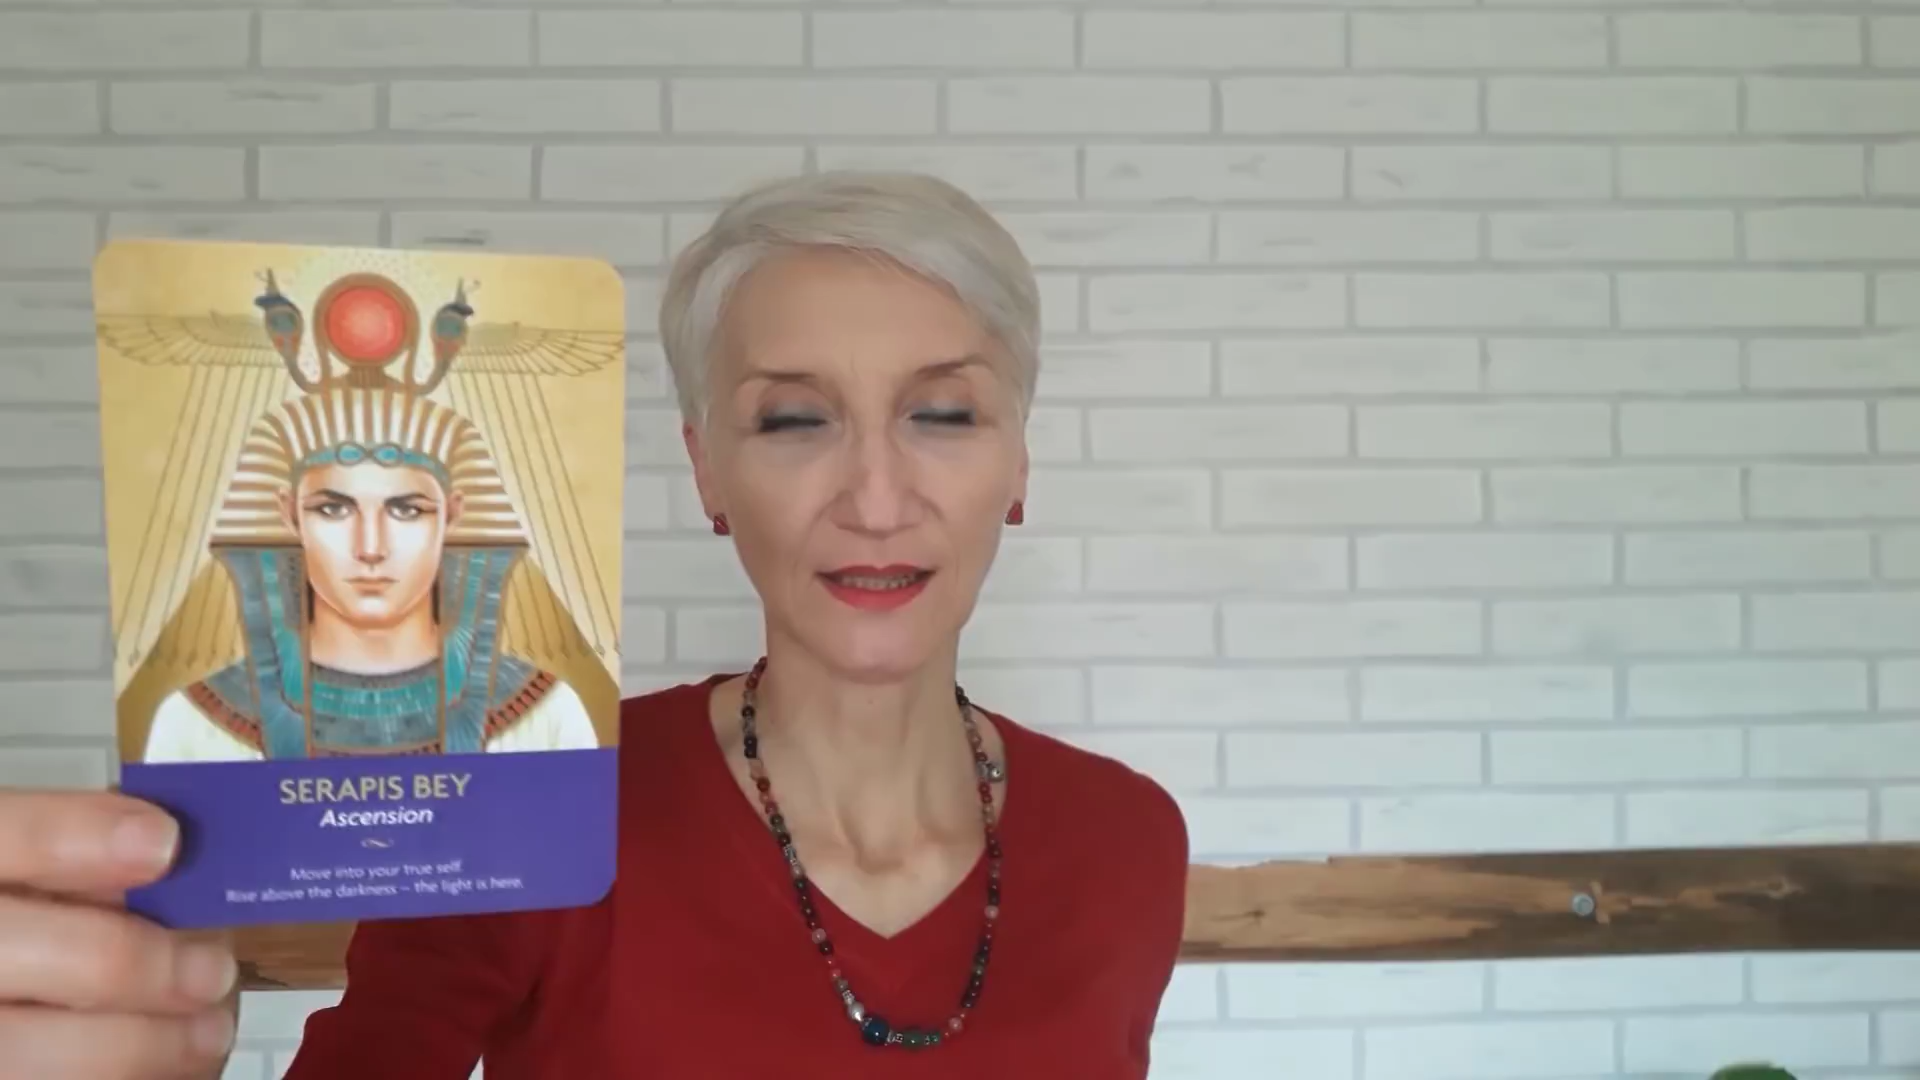 SERAPIS BEY
Ascension
Move into your true self.
Rise above the darkness – the light is here.